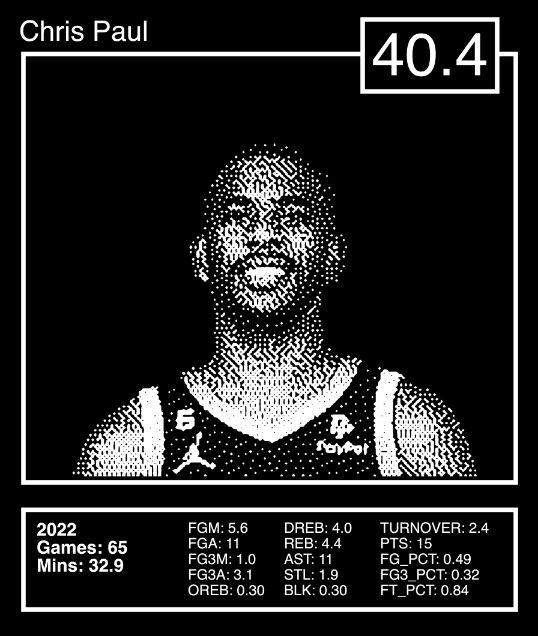 Chris Paul
40.4
PayPal
2022
Games: 65
Mins: 32.9
FGM: 5.6
FGA: 11
FG3M: 1.0
FG3A: 3.1
OREB: 0.30
DREB: 4.0
REB: 4.4
AST: 11
STL: 1.9
BLK: 0.30
TURNOVER: 2.4
PTS: 15
FG_PCT: 0.49
FG3_PCT: 0.32
FT_PCT: 0.84